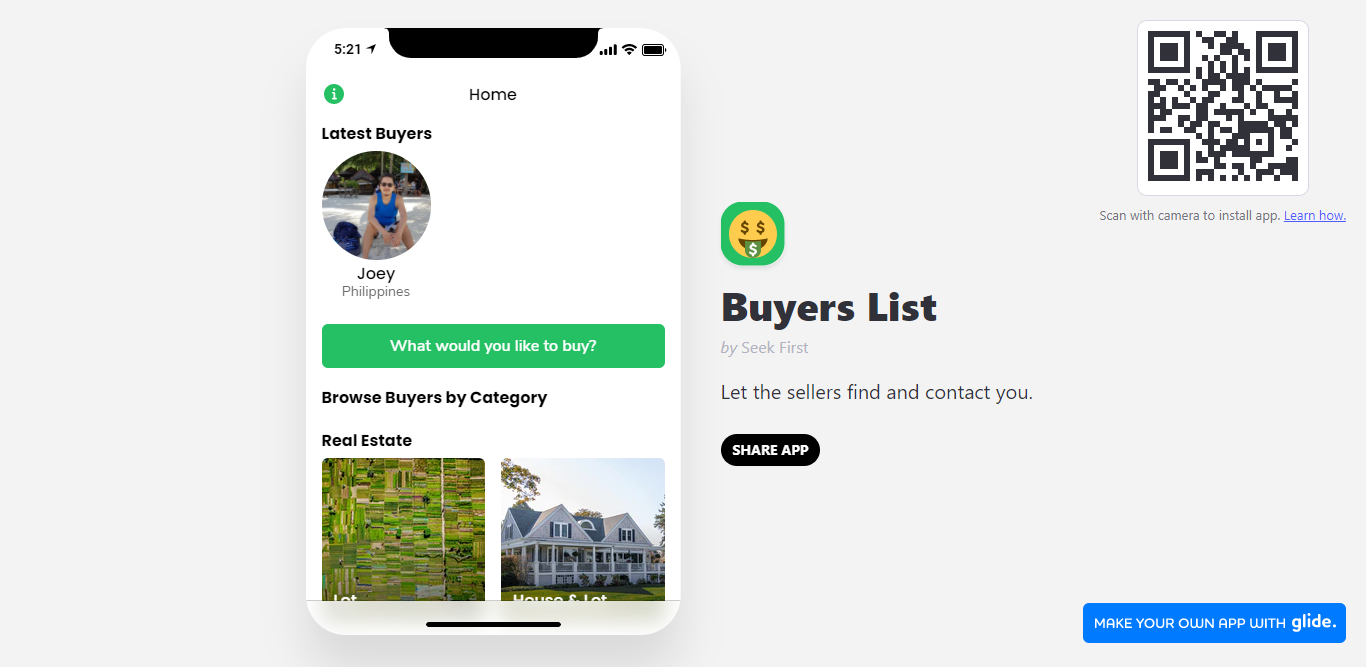 5:21
Home
Latest Buyers
Joey
Philippines
What would you like to buy?
Browse Buyers by Category
Real Estate
Lot
House & Lot
Buyers List
by Seek First
Let the sellers find and contact you.
SHARE APP
Scan with camera to install app. Learn how.
MAKE YOUR OWN APP WITH glide.